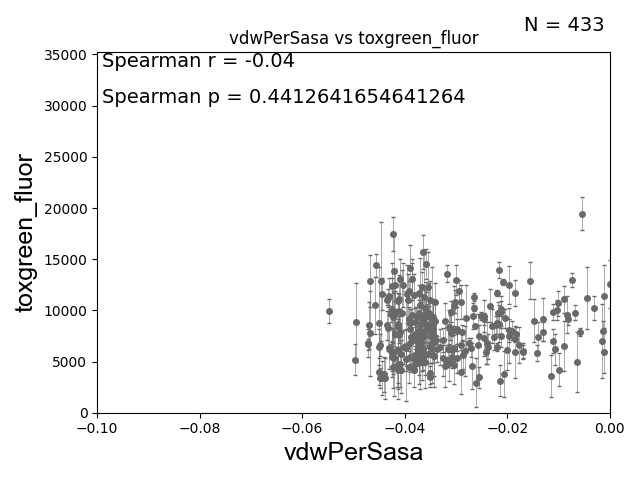 N = 433
vdwPerSasa vs toxgreen_fluor
Spearman r = -0.04
Spearman p = 0.4412641654641264
toxgreen_fluor
35000
30000
25000
20000
15000
10000
5000
0
−0.10 −0.08 −0.06 −0.04 −0.02 0.00
vdwPerSasa